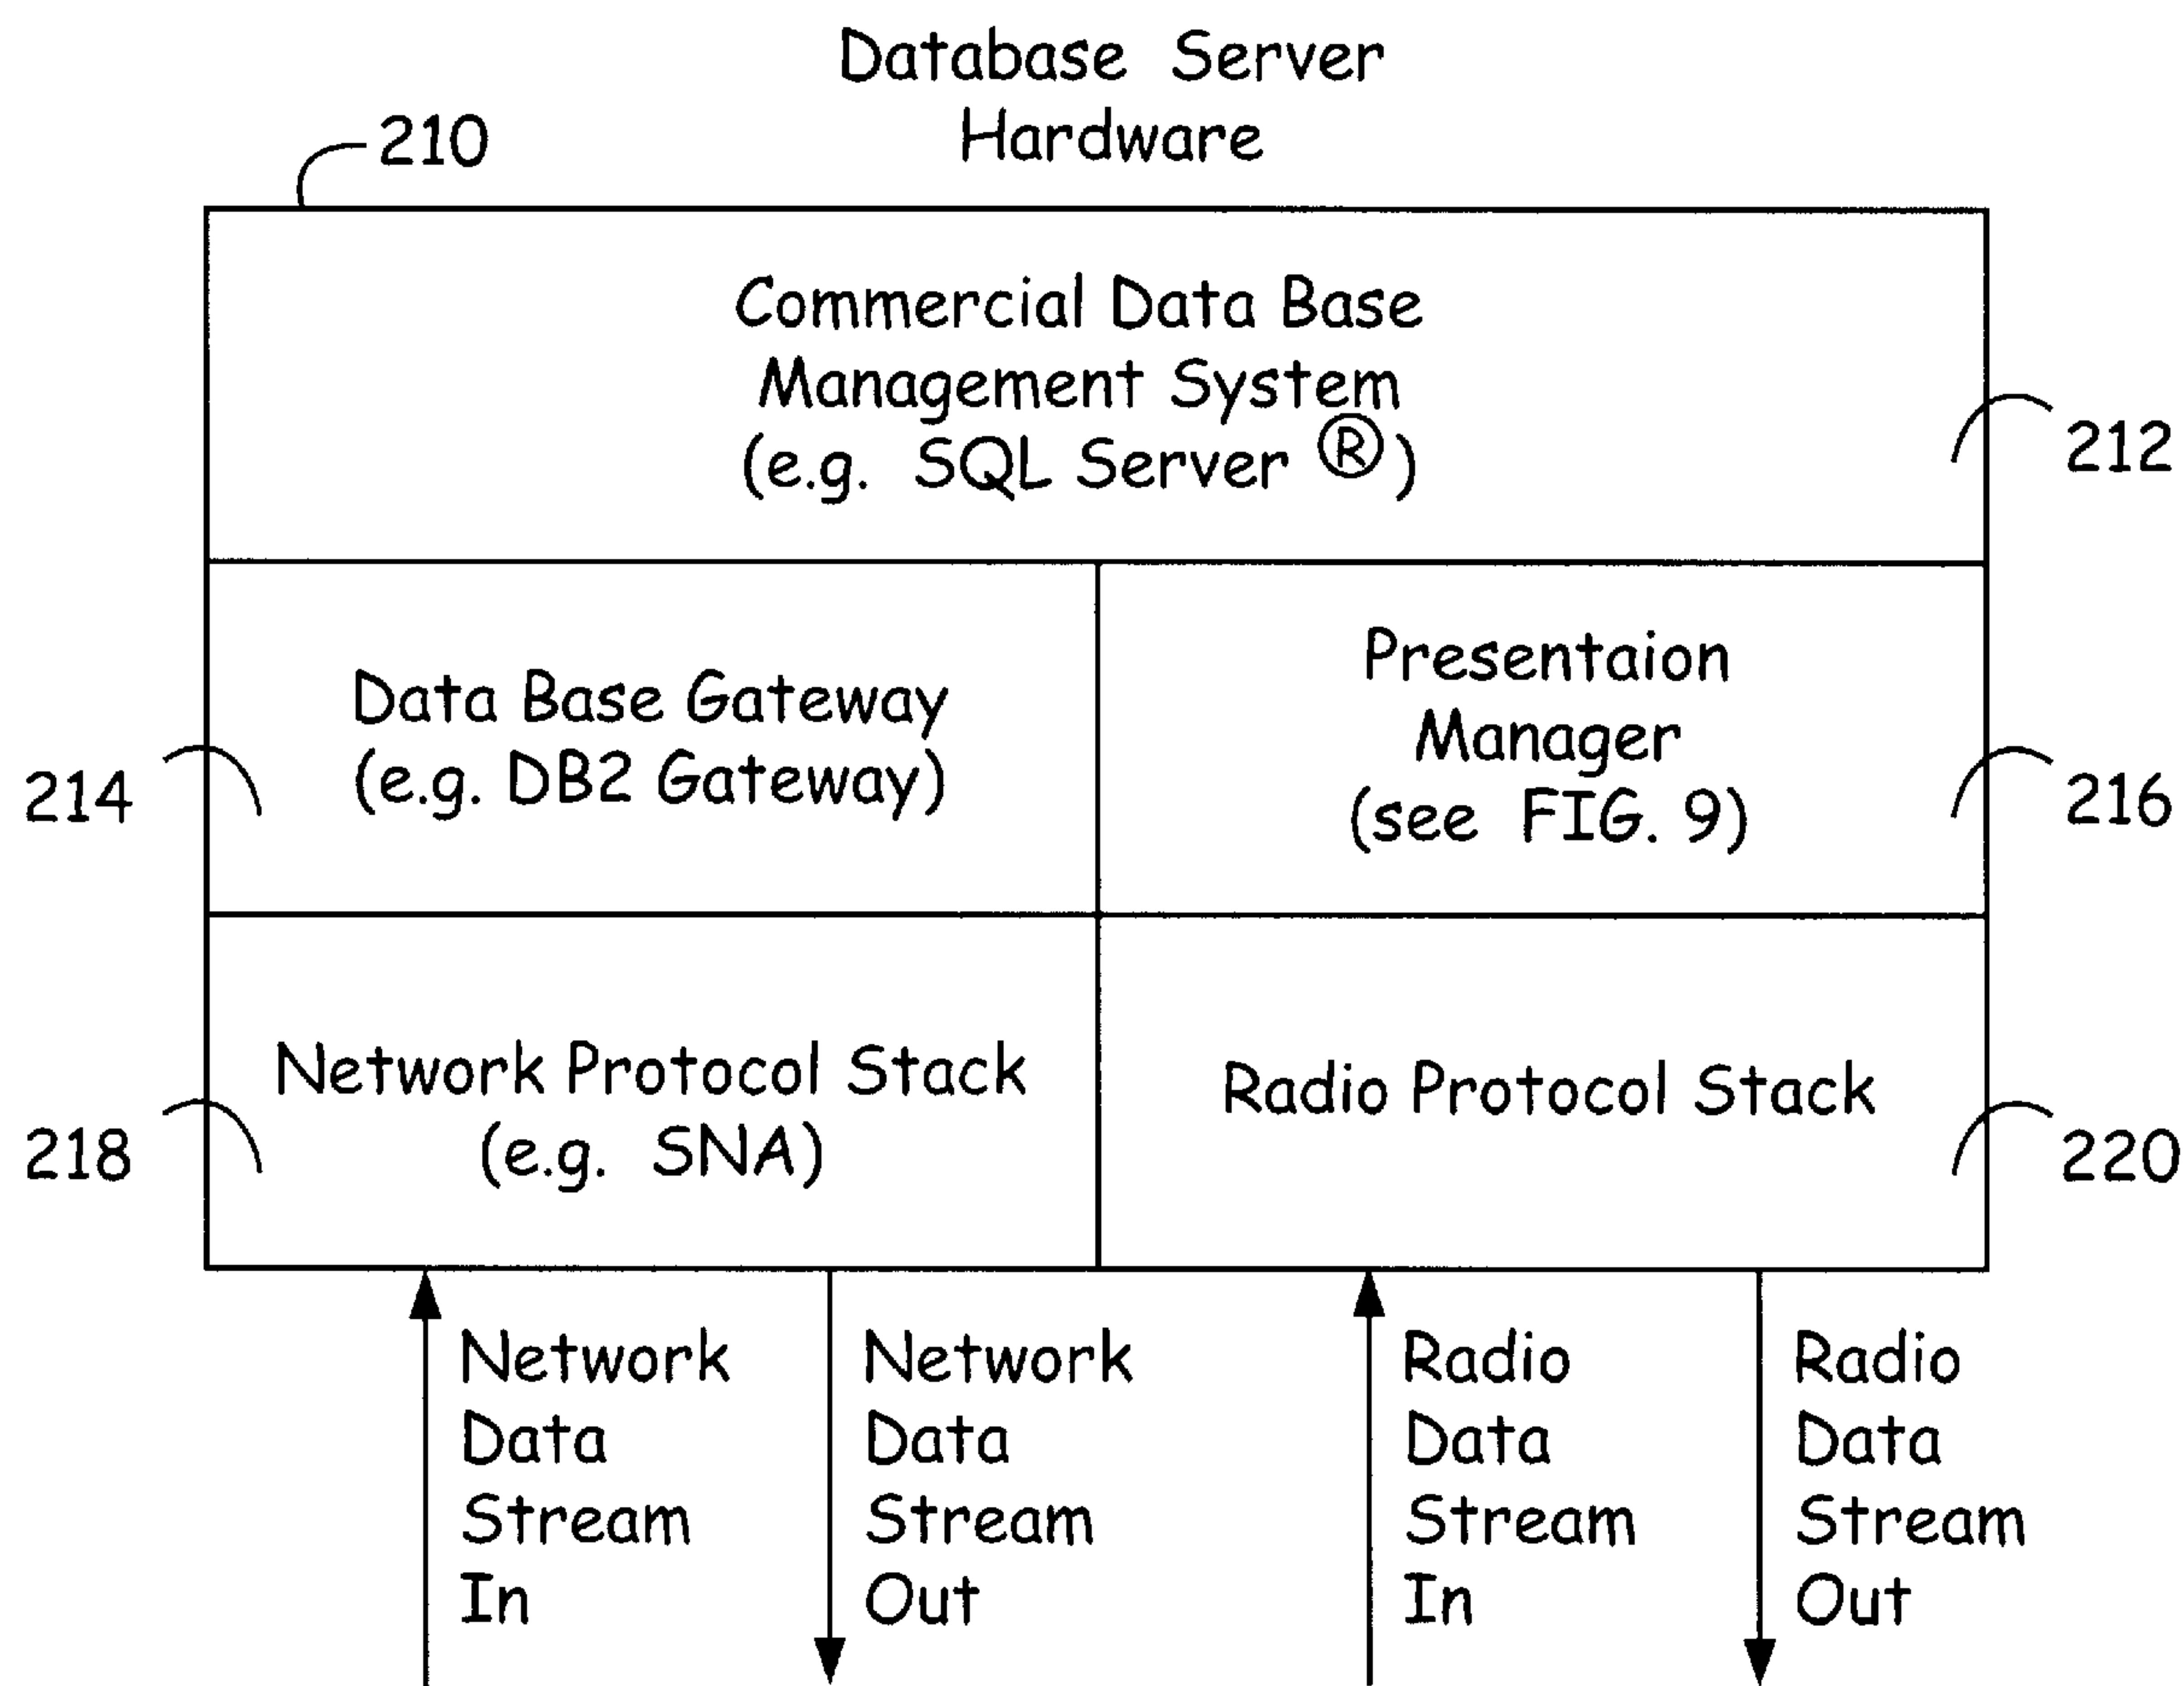 Database Server
Hardware
210
Commercial Data Base
Management System
(e.g. SQL Server ®)
212
Data Base Gateway
(e.g. DB2 Gateway)
214
Presentaion
Manager
(see FIG. 9)
216
Network Protocol Stack
(e.g. SNA)
218
Radio Protocol Stack
220
Network
Data
Stream
In
Network
Data
Stream
Out
Radio
Data
Stream
In
Radio
Data
Stream
Out